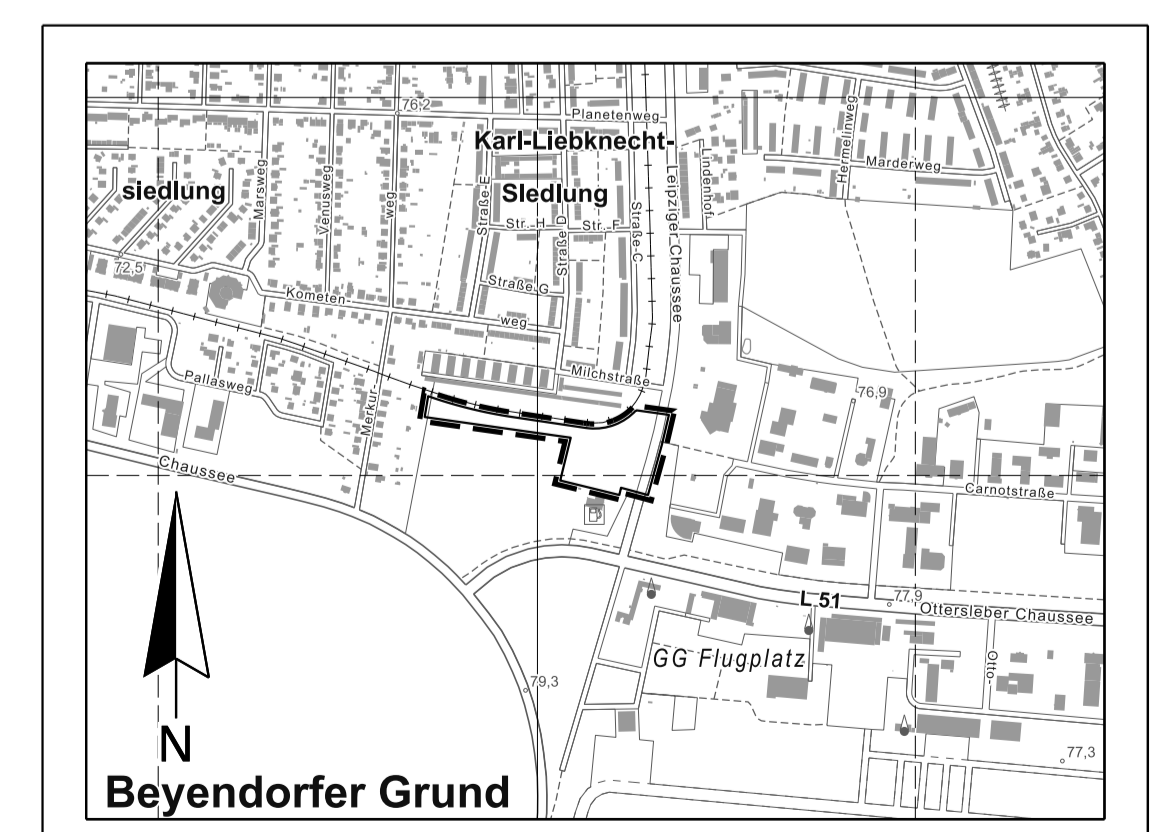 76,2
Planetenweg
Karl-Liebknecht-
Hermelinweg
Marderweg
Lindenhof
siedlung
Marsweg
Venusweg
weg
Straße-E
SIedlung
Str.-H
Straße D
Str.-F
Straße-C
Leipziger Chaussee
72,5
Straße G
Kometen-
weg
Milchstraße
Pallasweg
Merkur-
76,9
Chaussee
Carnotstraße
L 51
77,9
Ottersleber Chaussee
GG Flugplatz
Otto-
79,3
77,3
N
Beyendorfer Grund